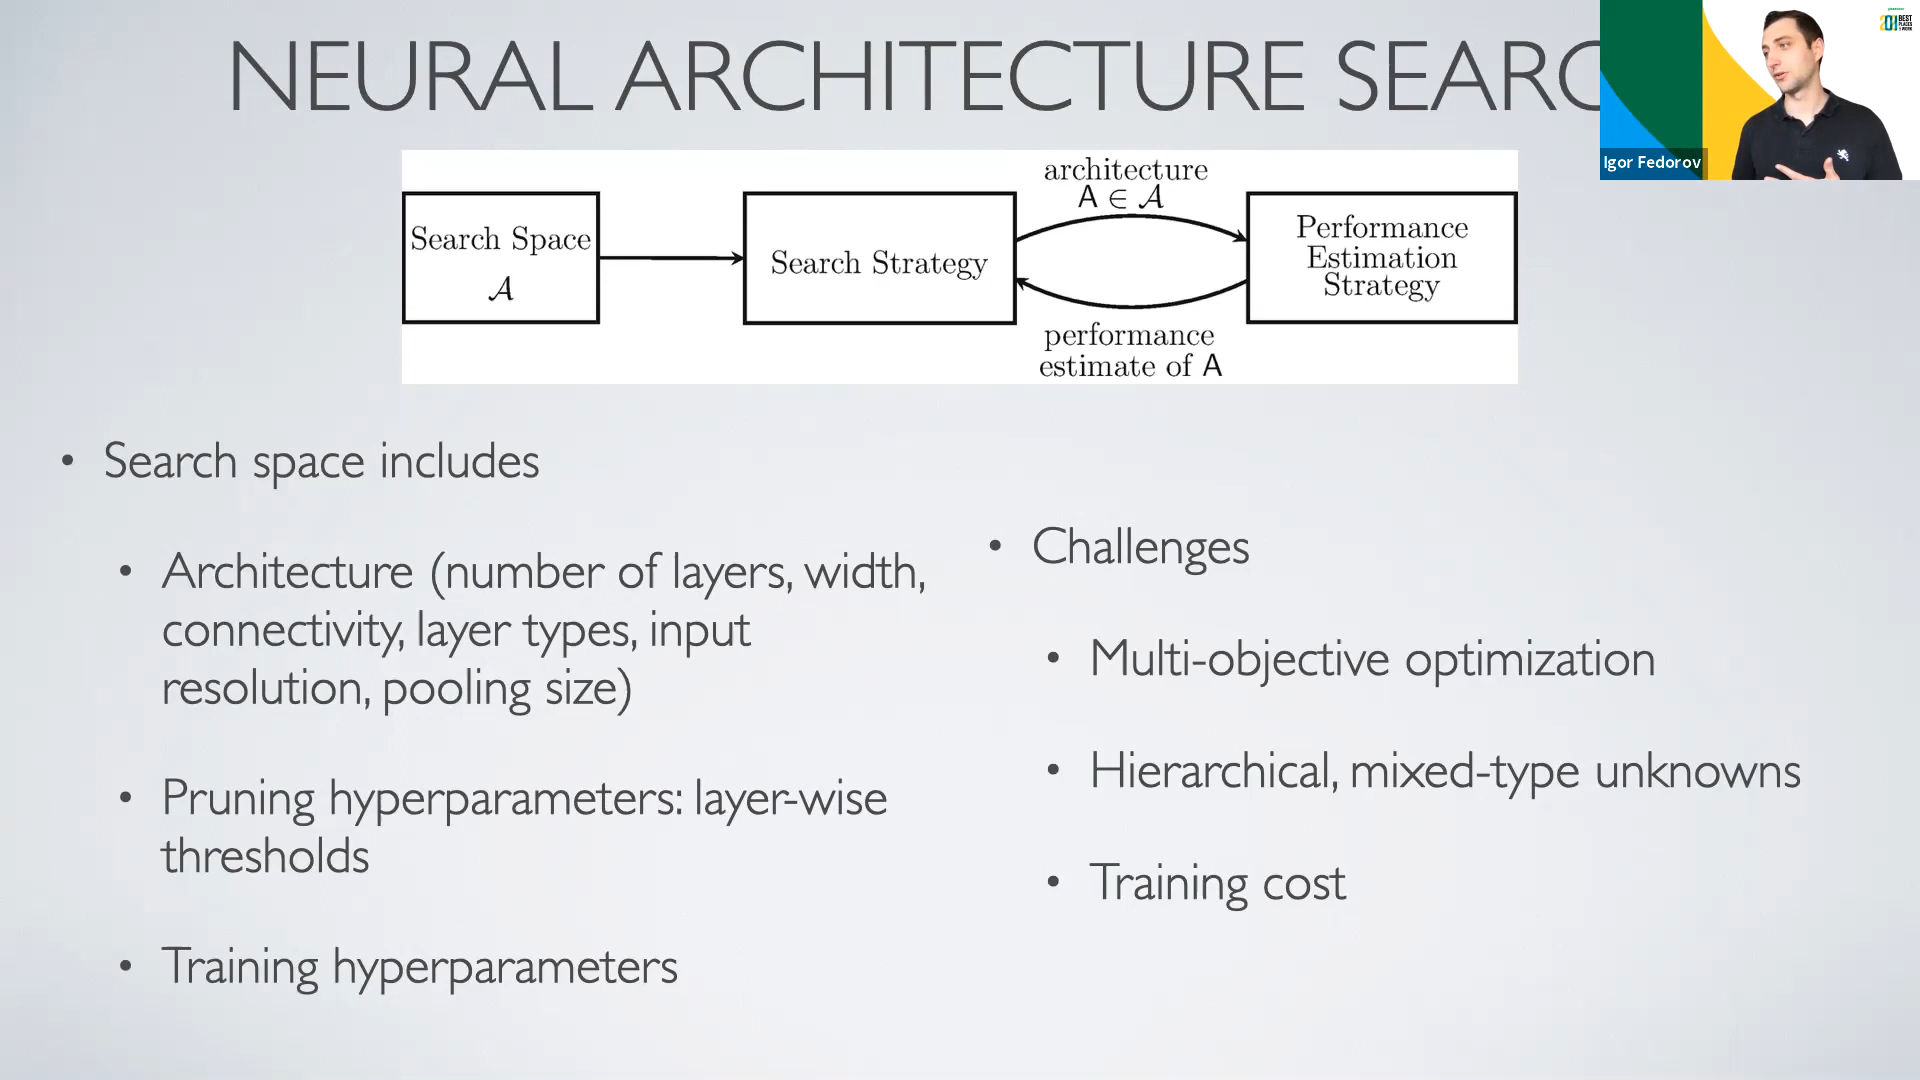 NEURAL ARCHITECTURE SEARC
Igor Fedorov
BEST
PLACES
Search Space
𝒜
Search Strategy
architecture
A ∈ 𝒜
Performance
Estimation
Strategy
performance
estimate of A
• Search space includes
• Architecture (number of layers, width,
connectivity, layer types, input
resolution, pooling size)
• Pruning hyperparameters: layer-wise
thresholds
• Training hyperparameters
• Challenges
• Multi-objective optimization
• Hierarchical, mixed-type unknowns
• Training cost